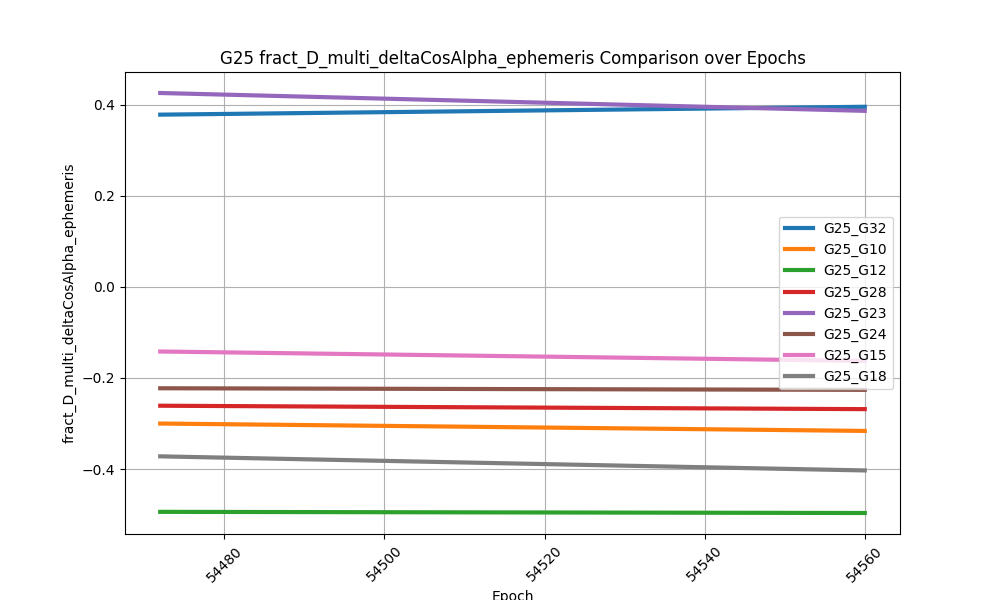 G25 fract_D_multi_deltaCosAlpha_ephemeris Comparison over Epochs
fract_D_multi_deltaCosAlpha_ephemeris
0.4
0.2
0.0
−0.2
−0.4
G25_G32
G25_G10
G25_G12
G25_G28
G25_G23
G25_G24
G25_G15
G25_G18
54480
54500
54520
54540
54560
Epoch